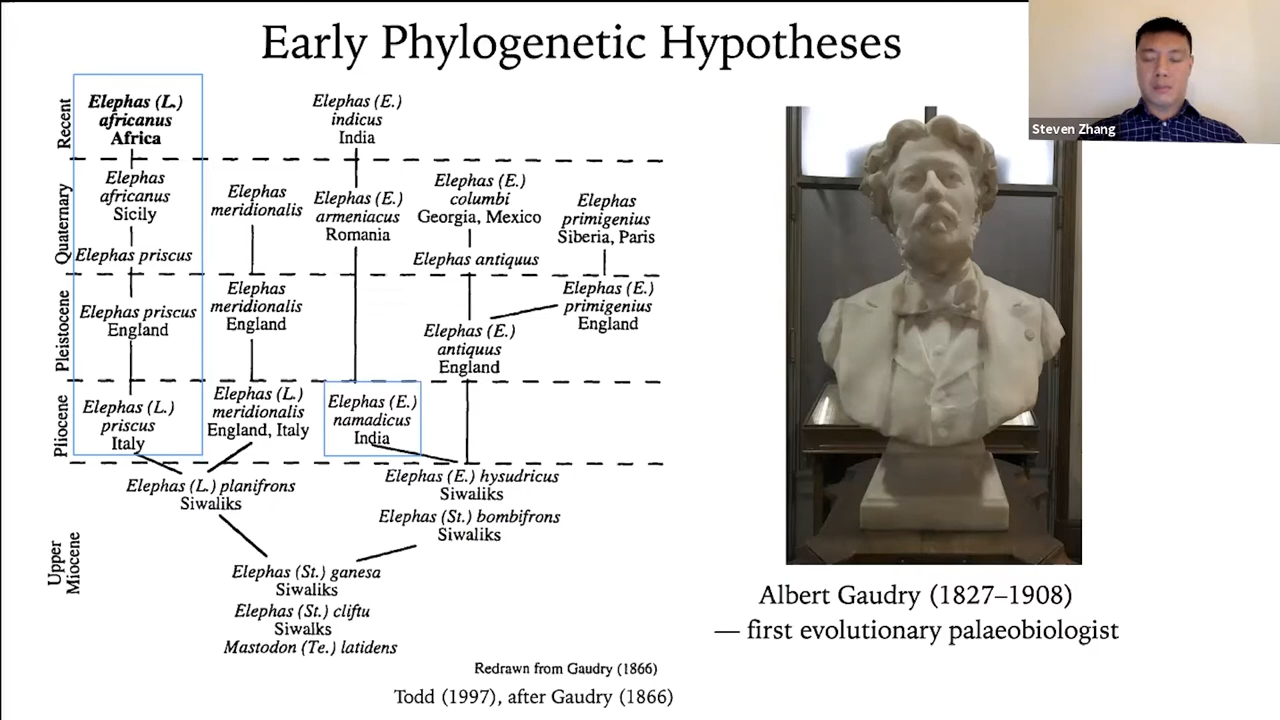 Early Phylogenetic Hypotheses
Steven Zhang
Recent
Elephas (L.)
africanus
Africa
Elephas (E.)
indicus
India
Quaternary
Elephas
africanus
Sicily
Elephas priscus
Elephas
meridionalis
Elephas (E.)
armeniacus
Romania
Elephas (E.)
columbi
Georgia, Mexico
Elephas antiquus
Elephas
primigenius
Siberia, Paris
Pleistocene
Elephas priscus
England
Elephas
meridionalis
England
Elephas (E.)
antiquus
England
Elephas (E.)
primigenius
England
Pliocene
Elephas (L.)
priscus
Italy
Elephas (L.)
meridionalis
England, Italy
Elephas (E.)
namadicus
India
Upper
Miocene
Elephas (L.) planifrons
Siwaliks
Elephas (E.) hysudricus
Siwaliks
Elephas (St.) bombifrons
Siwaliks
Elephas (St.) ganesa
Siwaliks
Elephas (St.) cliftu
Siwalks
Mastodon (Te.) latidens
Redrawn from Gaudry (1866)
Todd (1997), after Gaudry (1866)
Albert Gaudry (1827–1908)
— first evolutionary palaeobiologist